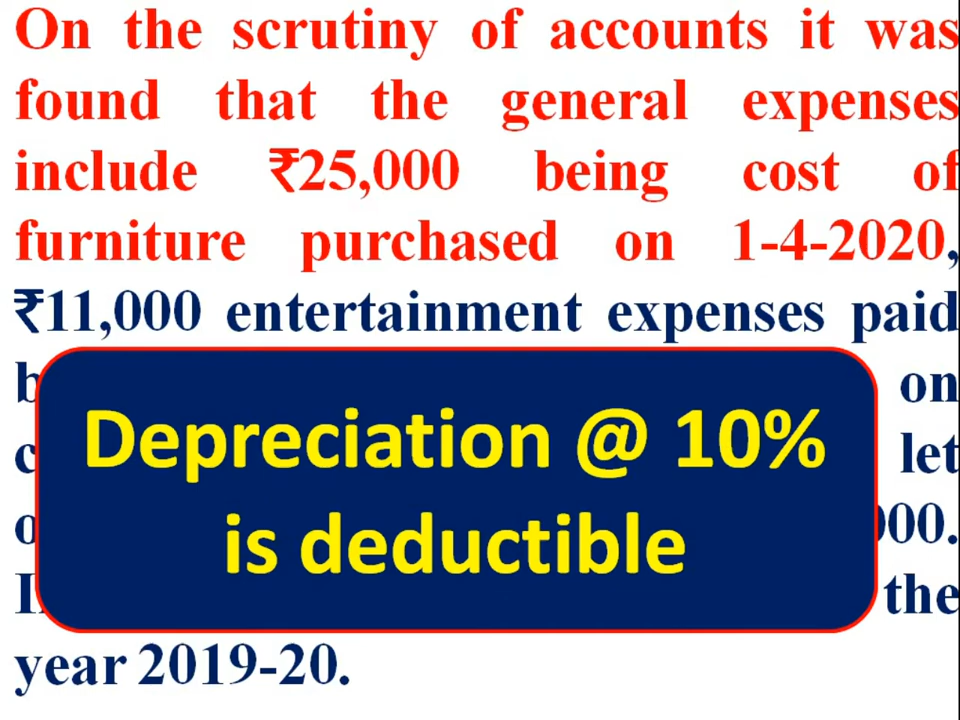 On the scrutiny of accounts it was
found that the general expenses
include ₹25,000 being cost of
furniture purchased on 1-4-2020,
₹11,000 entertainment expenses paid
on
let
Depreciation @ 10%
is deductible
the
year 2019-20.